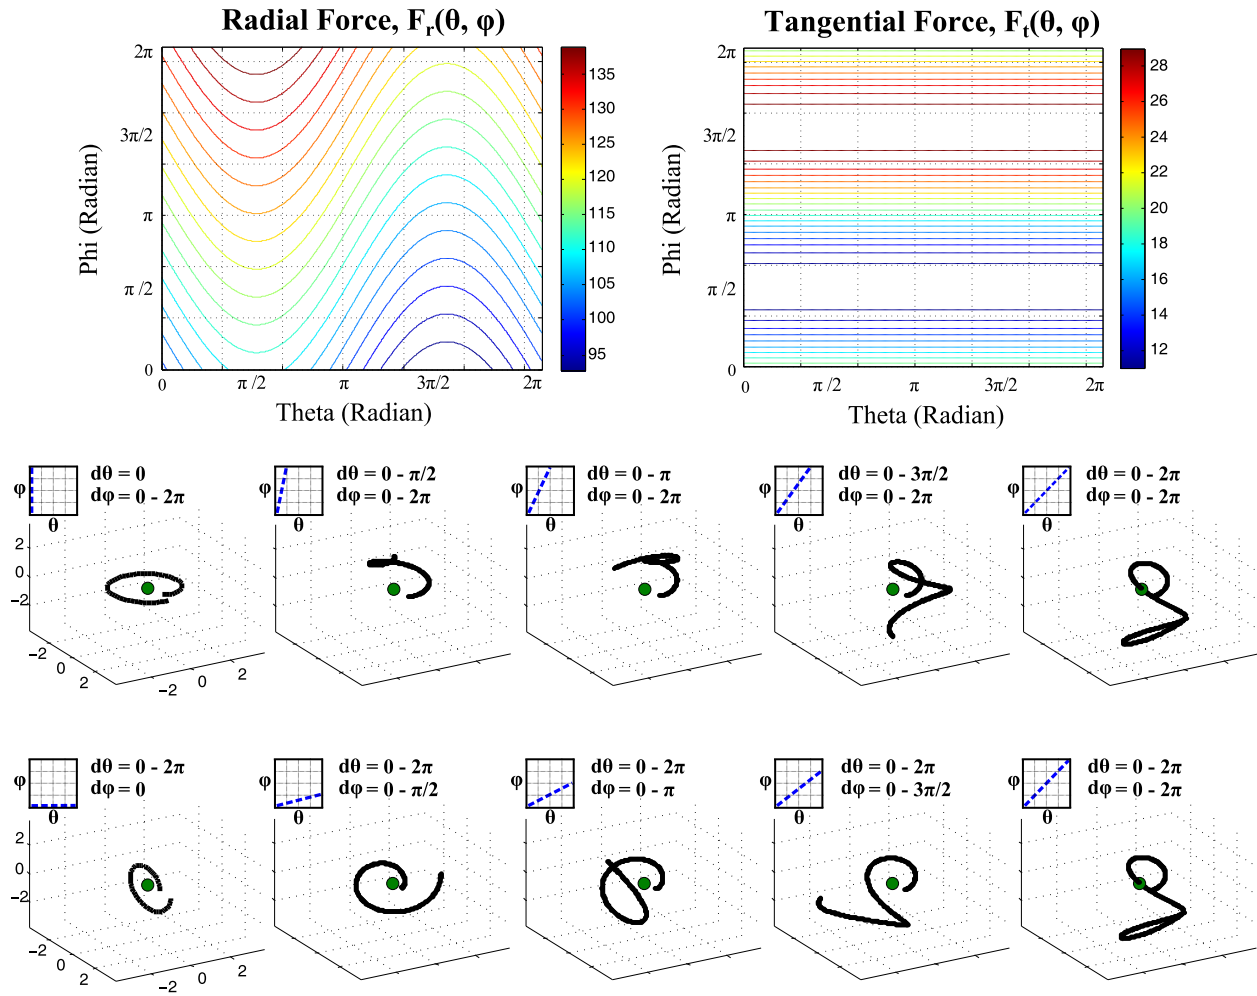 Radial Force, Fr(θ, φ)
Tangential Force, Ft(θ, φ)
2π
3π/2
π
π /2
0
Phi (Radian)
0
π /2
π
3π/2
2π
Theta (Radian)
135
130
125
120
115
110
105
100
95
2π
3π/2
π
π /2
0
Phi (Radian)
0
π /2
π
3π/2
2π
Theta (Radian)
28
26
24
22
20
18
16
14
12
φ
θ
dθ = 0
dφ = 0 - 2π
φ
θ
dθ = 0 - π/2
dφ = 0 - 2π
φ
θ
dθ = 0 - π
dφ = 0 - 2π
φ
θ
dθ = 0 - 3π/2
dφ = 0 - 2π
φ
θ
dθ = 0 - 2π
dφ = 0 - 2π
2
0
−2
−2
0
2
−2
0
2
φ
θ
dθ = 0 - 2π
dφ = 0
φ
θ
dθ = 0 - 2π
dφ = 0 - π/2
φ
θ
dθ = 0 - 2π
dφ = 0 - π
φ
θ
dθ = 0 - 2π
dφ = 0 - 3π/2
φ
θ
dθ = 0 - 2π
dφ = 0 - 2π
2
0
−2
−2
0
2
−2
0
2